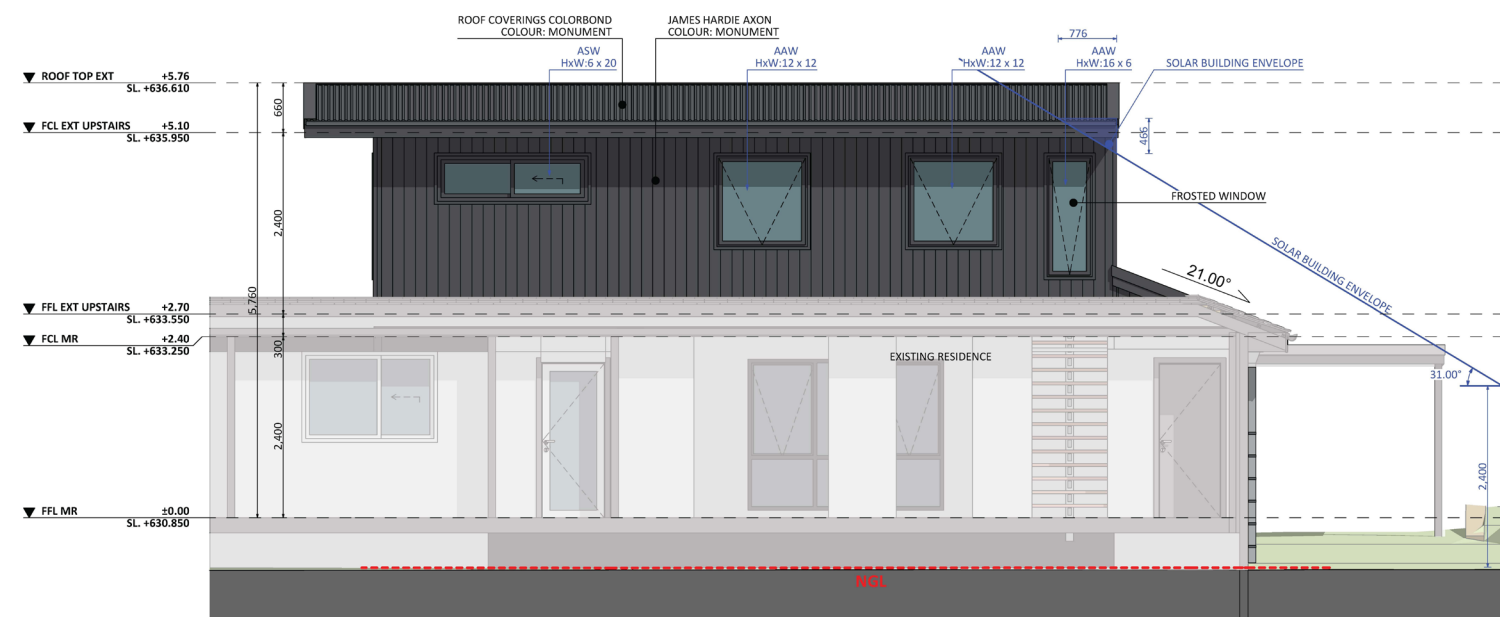 ROOF COVERINGS COLORBOND
COLOUR: MONUMENT
JAMES HARDIE AXON
COLOUR: MONUMENT
776
ASW
HxW:6 x 20
AAW
HxW:12 x 12
AAW
HxW:12 x 12
AAW
HxW:16 x 6
SOLAR BUILDING ENVELOPE
ROOF TOP EXT +5.76
SL. +636.610
660
FCL EXT UPSTAIRS +5.10
SL. +635.950
466
FROSTED WINDOW
2,400
SOLAR BUILDING ENVELOPE
21.00°
5,760
FFL EXT UPSTAIRS +2.70
SL. +633.550
FCL MR +2.40
SL. +633.250
300
EXISTING RESIDENCE
31.00°
2,400
2,400
FFL MR ±0.00
SL. +630.850
NGL